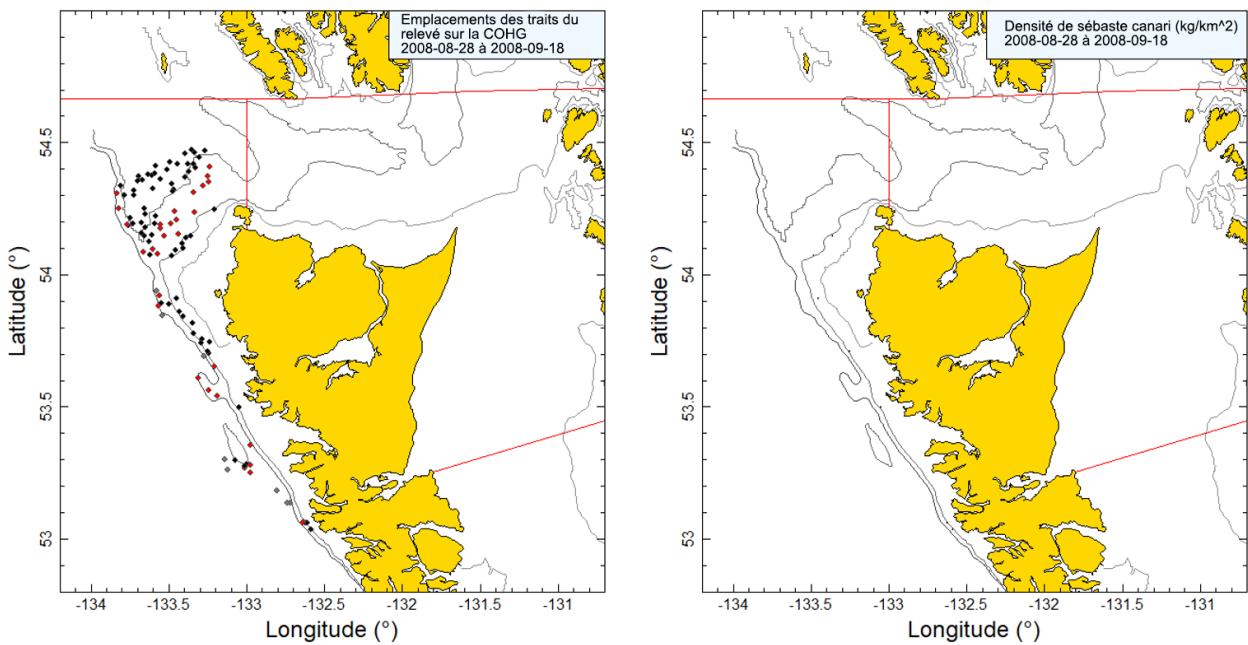 Emplacements des traits du
relevé sur la COHG
2008-08-28 à 2008-09-18
54.5
54
53.5
53
Latitude (°)
-134
-133.5
-133
-132.5
-132
-131.5
-131
Longitude (°)
Densité de sébaste canari (kg/km^2)
2008-08-28 à 2008-09-18
54.5
54
53.5
53
Latitude (°)
-134
-133.5
-133
-132.5
-132
-131.5
-131
Longitude (°)